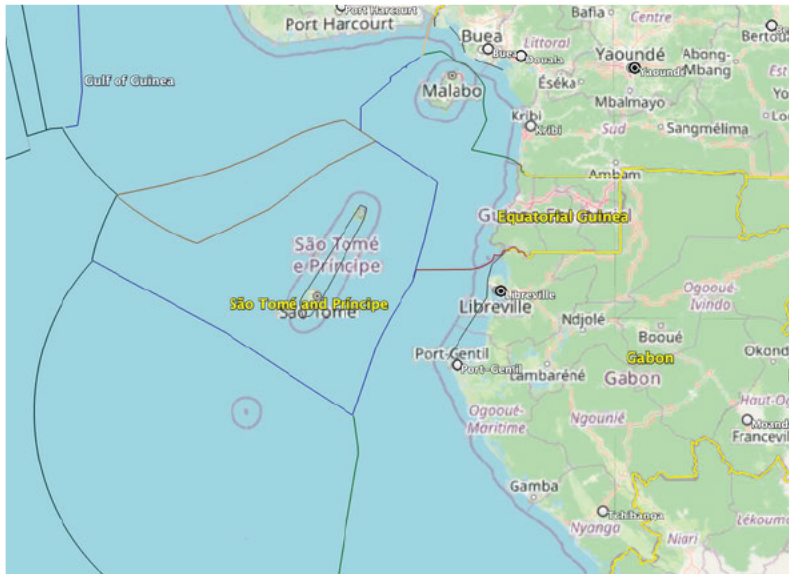 Port Harcourt
Port Harcourt
Bafia
Centre
Buea
Buea
Littoral
Douala
Yaoundé
Yaoundé
Abong-
Mbang
Gulf of Guinea
Malabo
Éséka
Mbalmayo
Kribi
Kribi
Sud
Sangmélima
Ambam
Equatorial Guinea
São Tomé
e Príncipe
São Tomé and Príncipe
São Tomé
Libreville
Libreville
Ogooué-
Ivindo
Ndjolé
Booué
Port-Gentil
Port-Gentil
Lambaréné
Gabon
Gabon
Okond
Ogooué-
Maritime
Ngounié
Haut-Og
Moand
Franceville
Gamba
Tchibanga
Nyanga
Niari
Lékoum